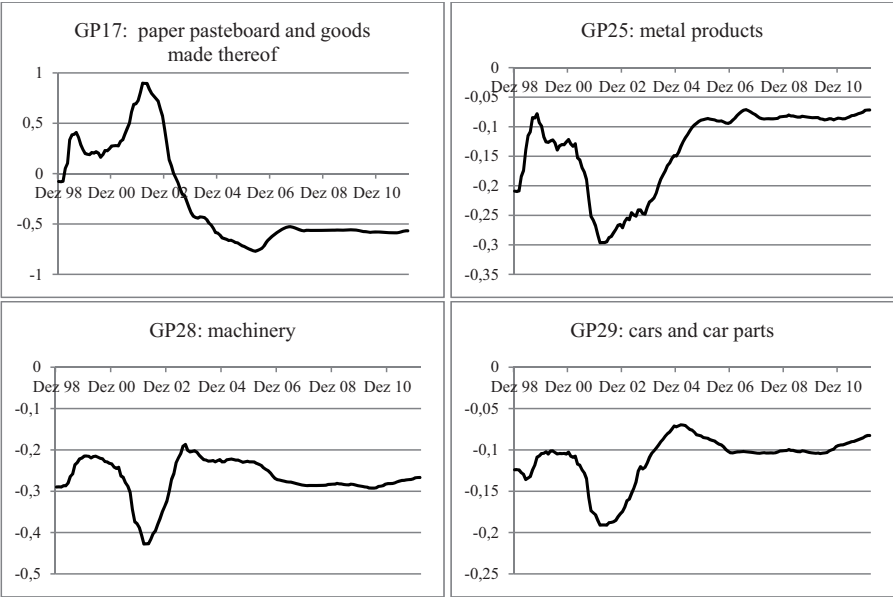 GP17: paper pasteboard and goods
made thereof
1
0,5
0
Dez 98 Dez 00 Dez 02 Dez 04 Dez 06 Dez 08 Dez 10
-0,5
-1
GP25: metal products
0
Dez 98 Dez 00 Dez 02 Dez 04 Dez 06 Dez 08 Dez 10
-0,05
-0,1
-0,15
-0,2
-0,25
-0,3
-0,35
GP28: machinery
0
Dez 98 Dez 00 Dez 02 Dez 04 Dez 06 Dez 08 Dez 10
-0,1
-0,2
-0,3
-0,4
-0,5
GP29: cars and car parts
0
Dez 98 Dez 00 Dez 02 Dez 04 Dez 06 Dez 08 Dez 10
-0,05
-0,1
-0,15
-0,2
-0,25